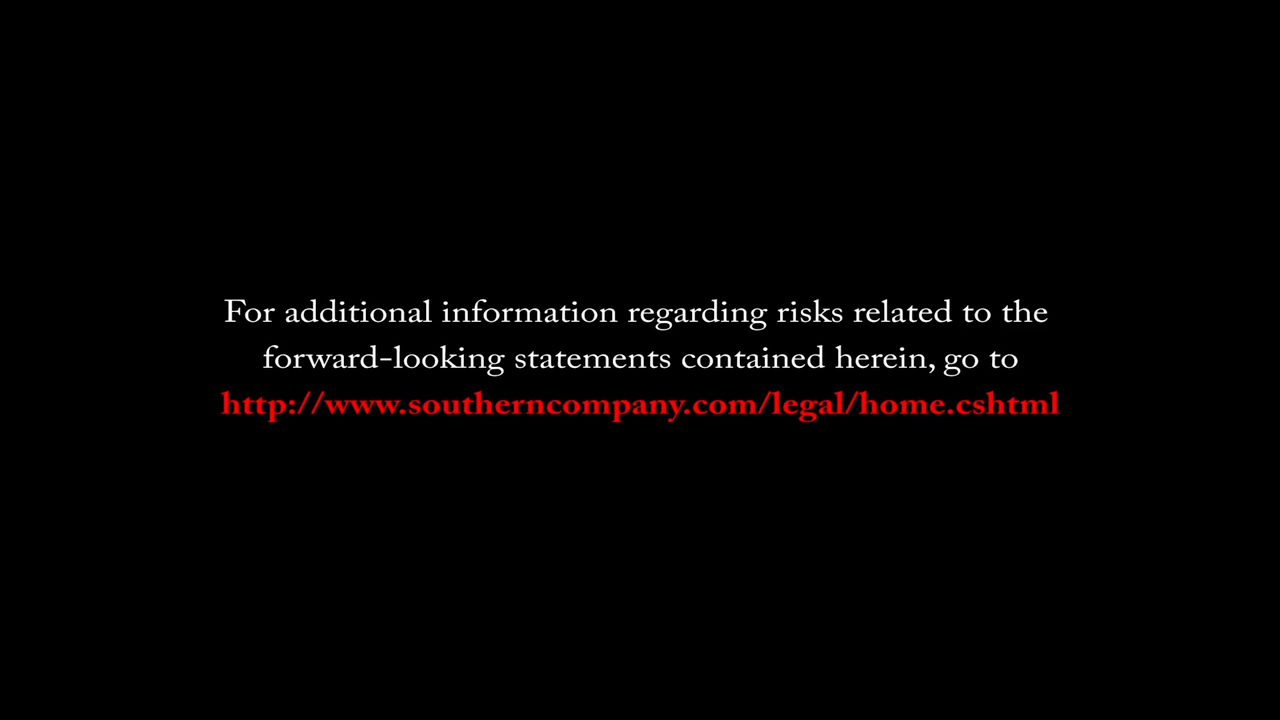 For additional information regarding risks related to the
forward-looking statements contained herein, go to
http://www.southerncompany.com/legal/home.cshtml